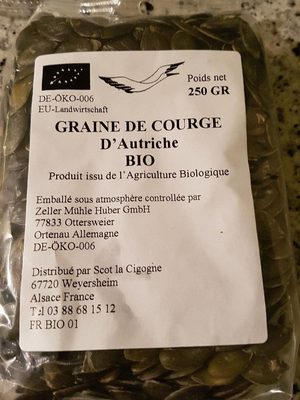 Poids net
250 GR
DE-ÖKO-006
EU-Landwirtschaft
GRAINE DE COURGE
D'Autriche
BIO
Produit issu de l'Agriculture Biologique
Emballé sous atmosphère controllée par
Zeller Mühle Huber GmbH
77833 Ottersweier
Ortenau Allemagne
DE-ÖKO-006
Distribué par Scot la Cigogne
67720 Weyersheim
Alsace France
T:l 03 88 68 15 12
FR BIO 01